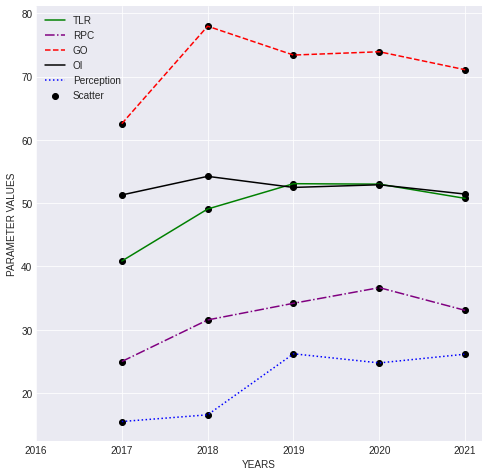 TLR
RPC
GO
OI
Perception
Scatter
PARAMETER VALUES
80
70
60
50
40
30
20
2016 2017 2018 2019 2020 2021
YEARS